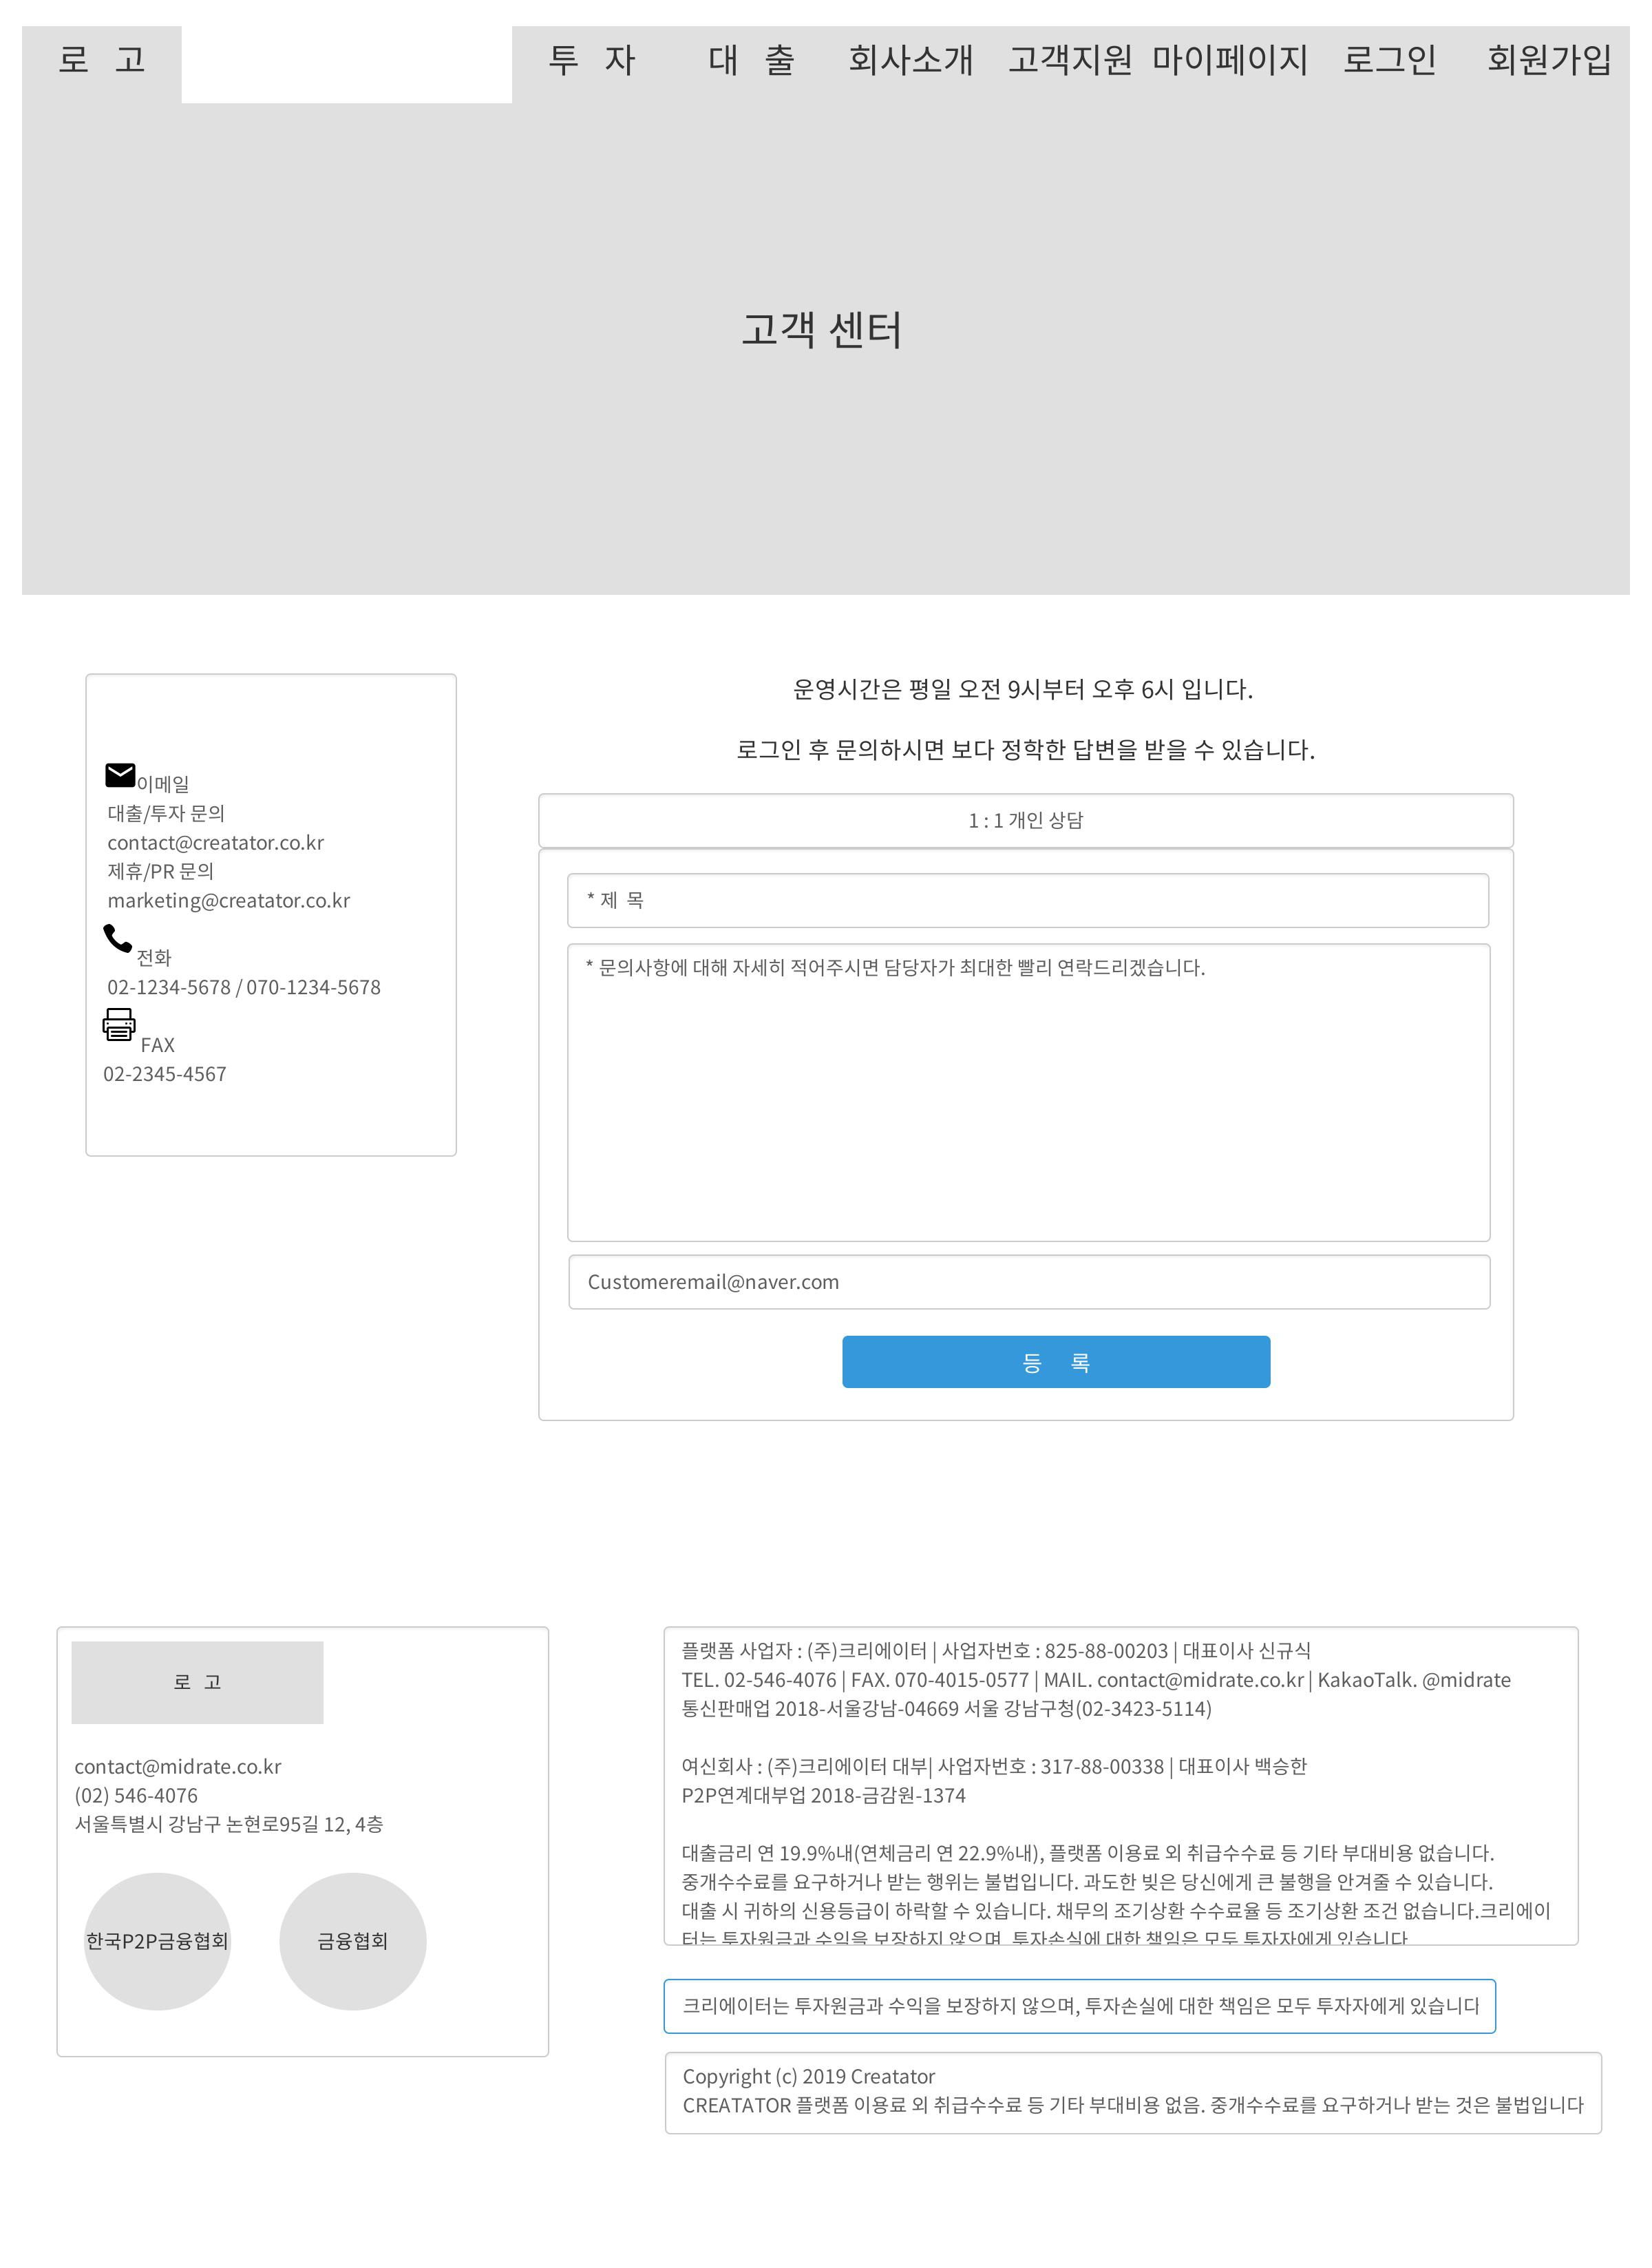 로 고
투 자 대 출 회사소개 고객지원 마이페이지 로그인 회원가입
고객 센터
이메일
대출/투자 문의
contact@creatator.co.kr
제휴/PR 문의
marketing@creatator.co.kr
전화
02-1234-5678 / 070-1234-5678
FAX
02-2345-4567
운영시간은 평일 오전 9시부터 오후 6시 입니다.
로그인 후 문의하시면 보다 정학한 답변을 받을 수 있습니다.
1 : 1 개인 상담
* 제 목
* 문의사항에 대해 자세히 적어주시면 담당자가 최대한 빨리 연락드리겠습니다.
Customeremail@naver.com
등 록
로 고
contact@midrate.co.kr
(02) 546-4076
서울특별시 강남구 논현로95길 12, 4층
한국P2P금융협회 금융협회
플랫폼 사업자 : (주)크리에이터 | 사업자번호 : 825-88-00203 | 대표이사 신규식
TEL. 02-546-4076 | FAX. 070-4015-0577 | MAIL. contact@midrate.co.kr | KakaoTalk. @midrate
통신판매업 2018-서울강남-04669 서울 강남구청(02-3423-5114)
여신회사 : (주)크리에이터 대부| 사업자번호 : 317-88-00338 | 대표이사 백승한
P2P연계대부업 2018-금감원-1374
대출금리 연 19.9%내(연체금리 연 22.9%내), 플랫폼 이용료 외 취급수수료 등 기타 부대비용 없습니다.
중개수수료를 요구하거나 받는 행위는 불법입니다. 과도한 빚은 당신에게 큰 불행을 안겨줄 수 있습니다.
대출 시 귀하의 신용등급이 하락할 수 있습니다. 채무의 조기상환 수수료율 등 조기상환 조건 없습니다.크리에이
터는 투자원금과 수익을 보장하지 않으며, 투자손실에 대한 책임은 모두 투자자에게 있습니다
크리에이터는 투자원금과 수익을 보장하지 않으며, 투자손실에 대한 책임은 모두 투자자에게 있습니다
Copyright (c) 2019 Creatator
CREATATOR 플랫폼 이용료 외 취급수수료 등 기타 부대비용 없음. 중개수수료를 요구하거나 받는 것은 불법입니다